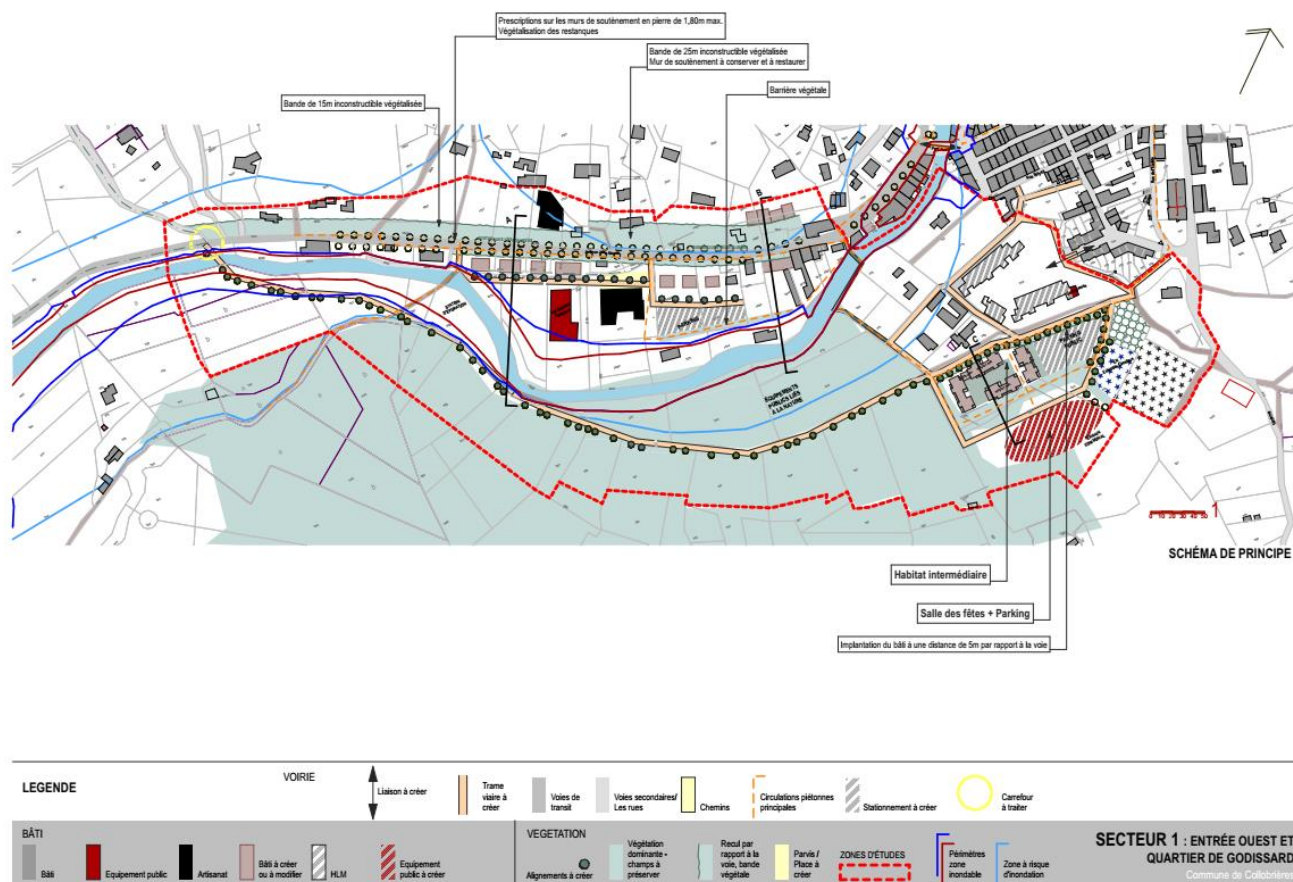 Prescriptions sur les murs de soutènement en pierre de 1,80m max.
Végétalisation des restanques
Bande de 25m inconstructible végétalisée
Mur de soutènement à conserver et à restaurer
Barrière végétale
Bande de 15m inconstructible végétalisée
A
B
C
EQUIPEMENTS
PUBLICS LIÉS
À LA NATURE
SCHÉMA DE PRINCIPE
Habitat intermédiaire
Salle des fêtes + Parking
Implantation du bâti à une distance de 5m par rapport à la voie
LEGENDE
VOIRIE
Liaison à créer
Trame
viaire à
créer
Voies de
transit
Voies secondaires/
Les rues
Chemins
Circulations piétonnes
principales
Stationnement à créer
Carrefour
à traiter
BÂTI
Bâti
Equipement public
Artisanat
Bâti à créer
ou à modifier
HLM
Equipement
public à créer
VEGETATION
Alignements à créer
Végétation
dominante -
champs à
préserver
Recul par
rapport à la
voie, bande
végétale
Parvis /
Place à
créer
ZONES D'ÉTUDES
Périmètres
zone
inondable
Zone à risque
d'inondation
SECTEUR 1 : ENTRÉE OUEST ET
QUARTIER DE GODISSARD
Commune de Collobrières